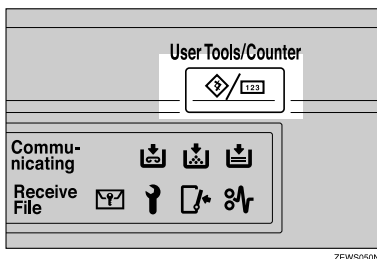 User Tools/Counter
123
Commu-
nicating
Receive
File
ZEWS050N